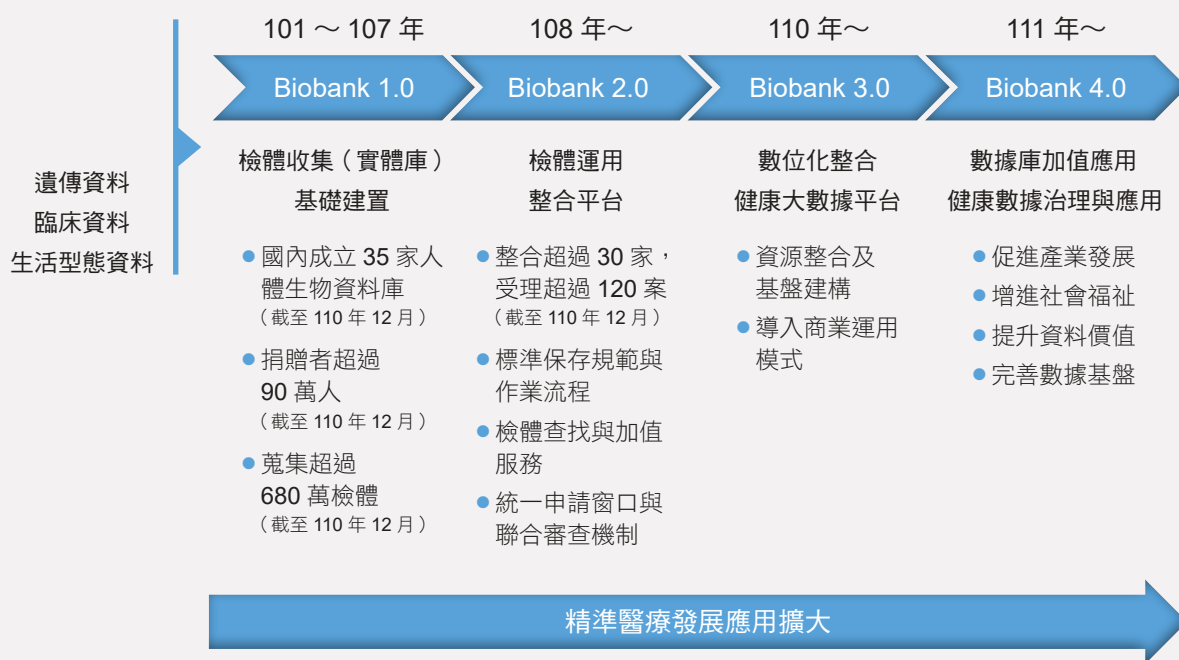 101～107 年
108 年～
110 年～
111 年～
Biobank 1.0
Biobank 2.0
Biobank 3.0
Biobank 4.0
遺傳資料
臨床資料
生活型態資料
檢體收集（實體庫）
基礎建置
●國內成立 35 家人
體生物資料庫
（截至 110 年 12 月）
●捐贈者超過
90 萬人
（截至 110 年 12 月）
●蒐集超過
680 萬檢體
（截至 110 年 12 月）
檢體運用
整合平台
●整合超過 30 家，
受理超過 120 案
（截至 110 年 12 月）
●標準保存規範與
作業流程
●檢體查找與加值
服務
●統一申請窗口與
聯合審查機制
數位化整合
健康大數據平台
●資源整合及
基盤建構
●導入商業運用
模式
數據庫加值應用
健康數據治理與應用
●促進產業發展
●增進社會福祉
●提升資料價值
●完善數據基盤
精準醫療發展應用擴大